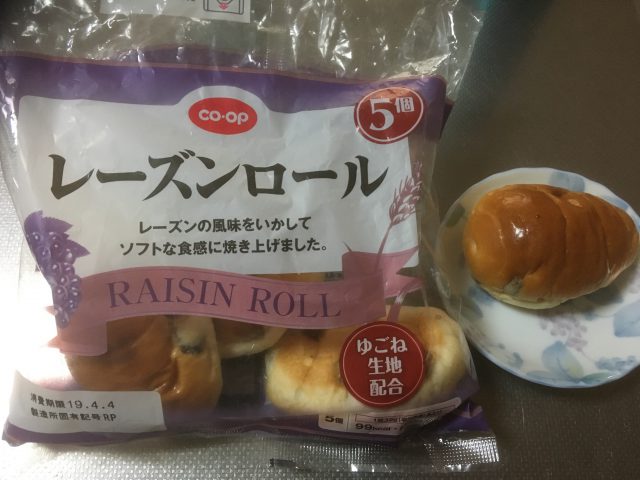 co·op
5個
レーズンロール
レーズンの風味をいかして
ソフトな食感に焼き上げました。
RAISIN ROLL
ゆごね
生地
配合
消費期限 19.4.4
製造所固有記号 RP
5個
99kcal